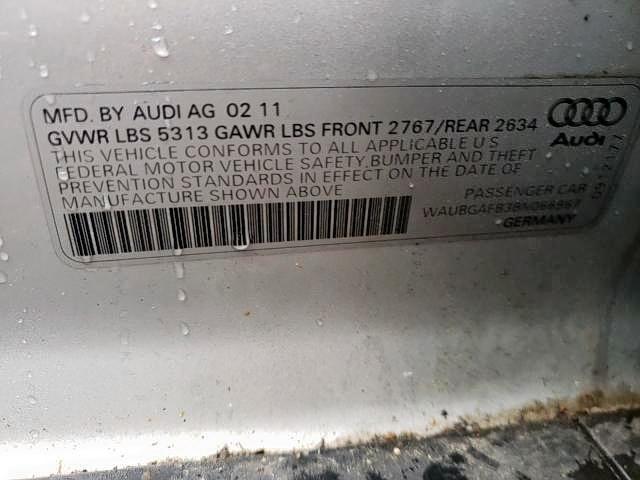 MFD. BY AUDI AG 02 11
GVWR LBS 5313 GAWR LBS FRONT 2767/REAR 2634
THIS VEHICLE CONFORMS TO ALL APPLICABLE U S
FEDERAL MOTOR VEHICLE SAFETY,BUMPER AND THEFT
PREVENTION STANDARDS IN EFFECT ON THE DATE OF
MANUFACTURE SHOWN ABOVE
PASSENGER CAR
GERMANY
Audi